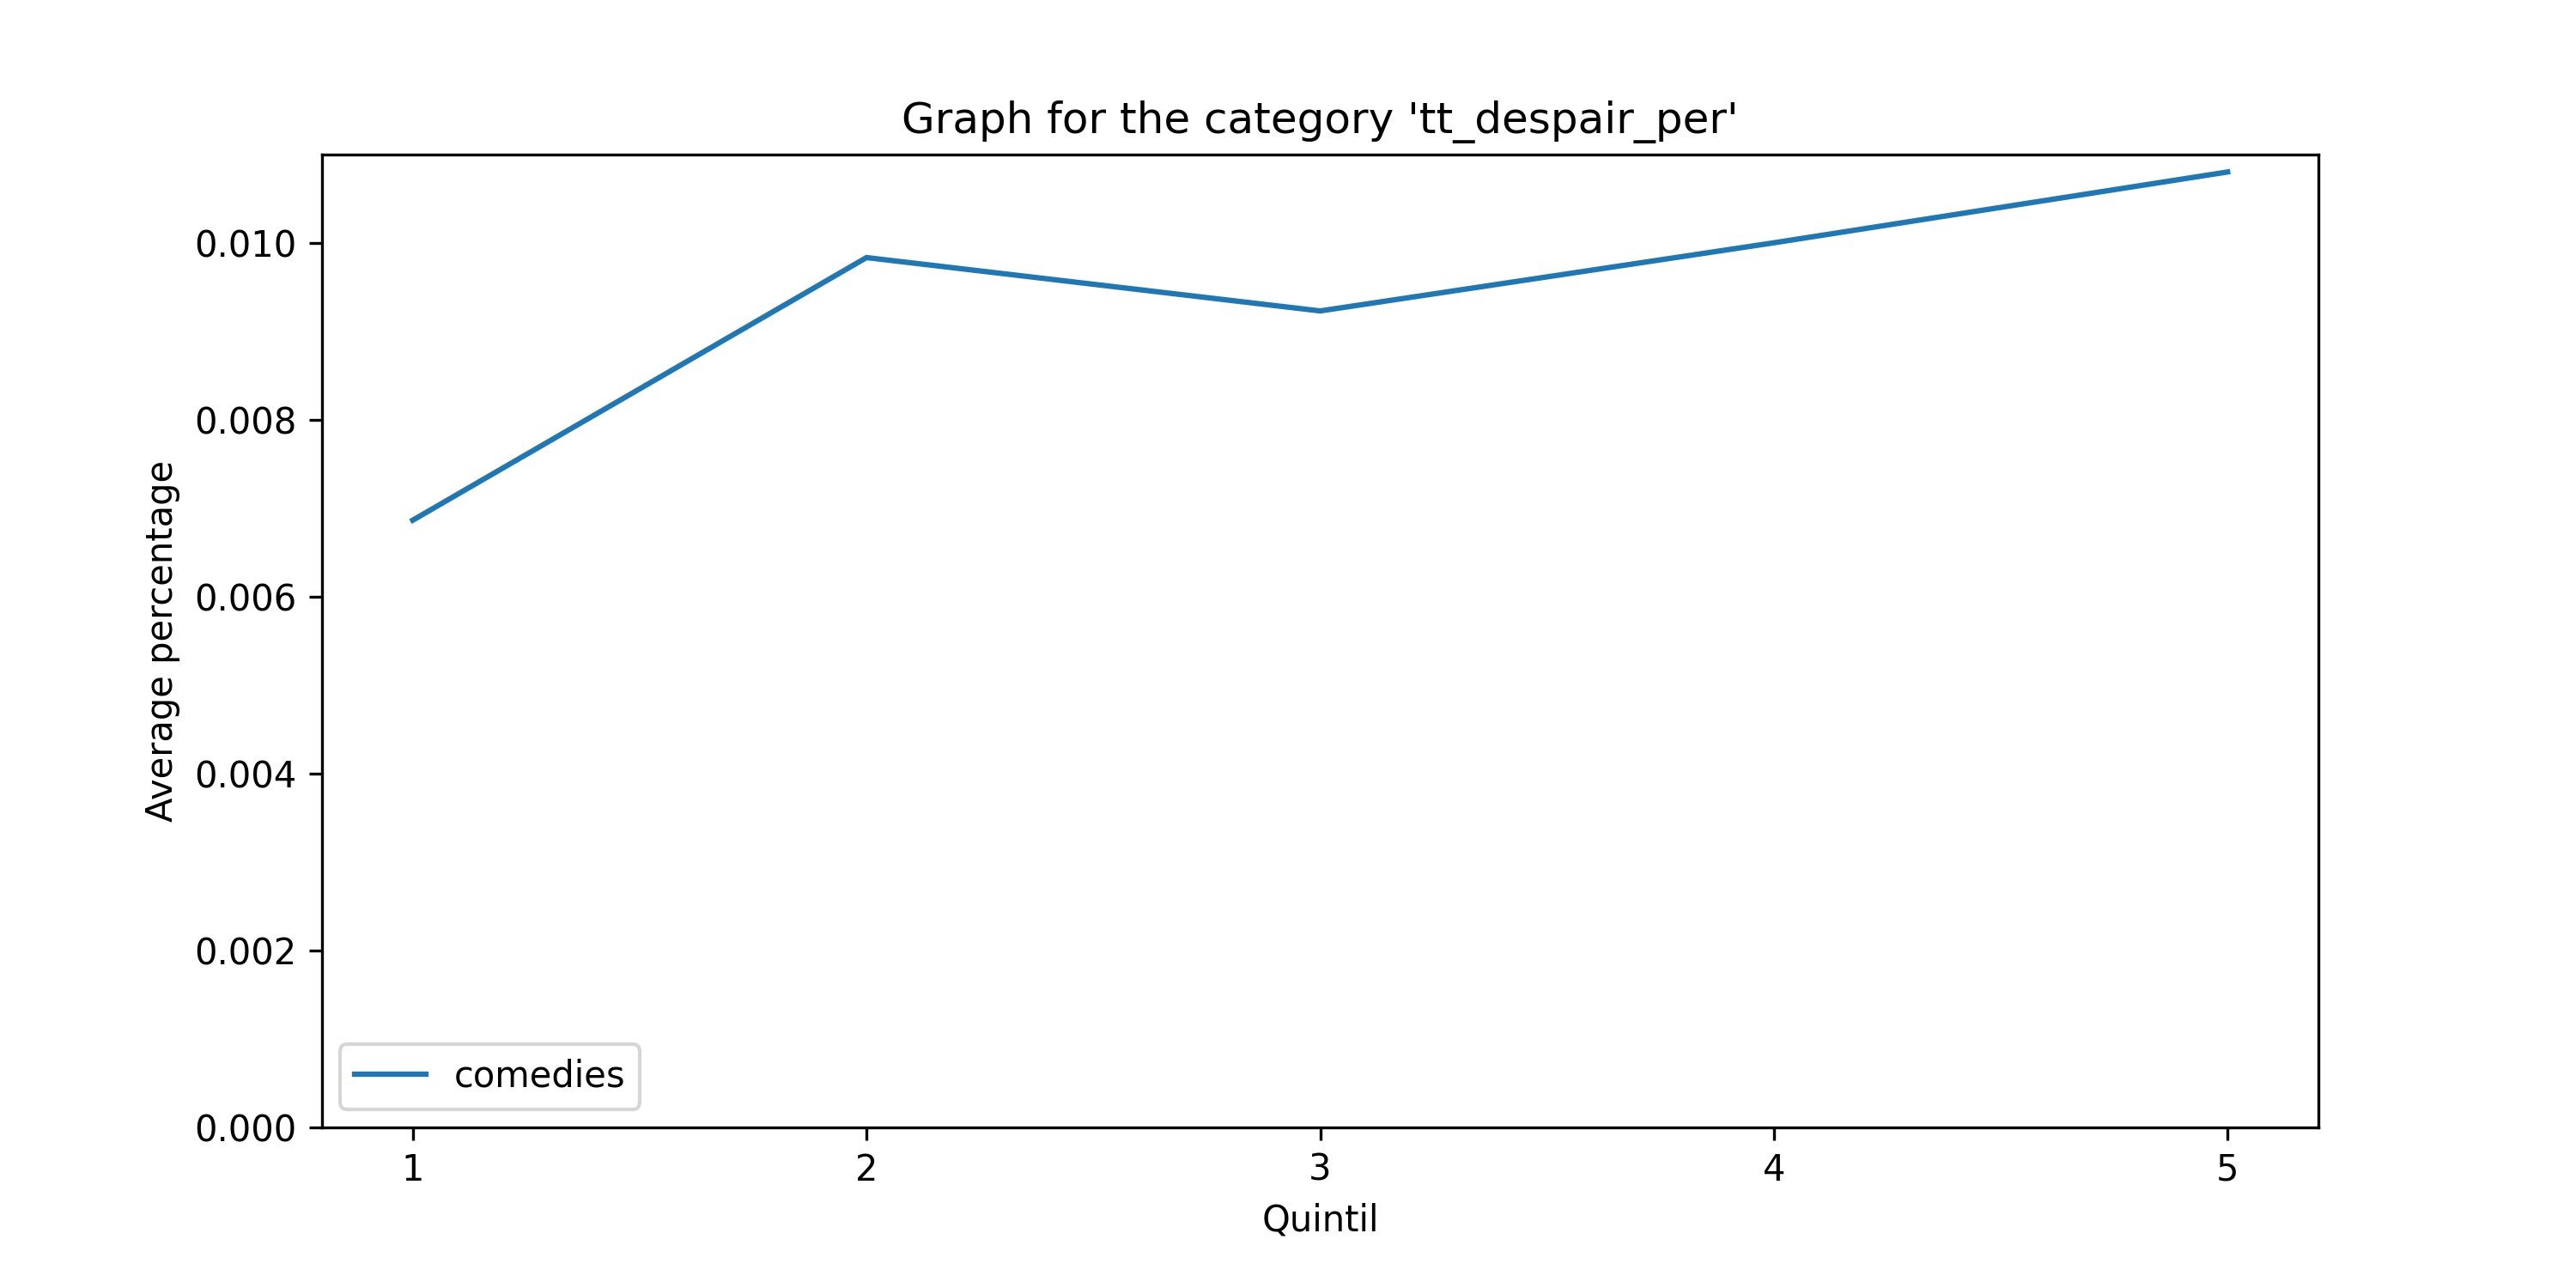 Graph for the category 'tt_despair_per'
Average percentage
0.010
0.008
0.006
0.004
0.002
0.000
comedies
1 2 3 4 5
Quintil